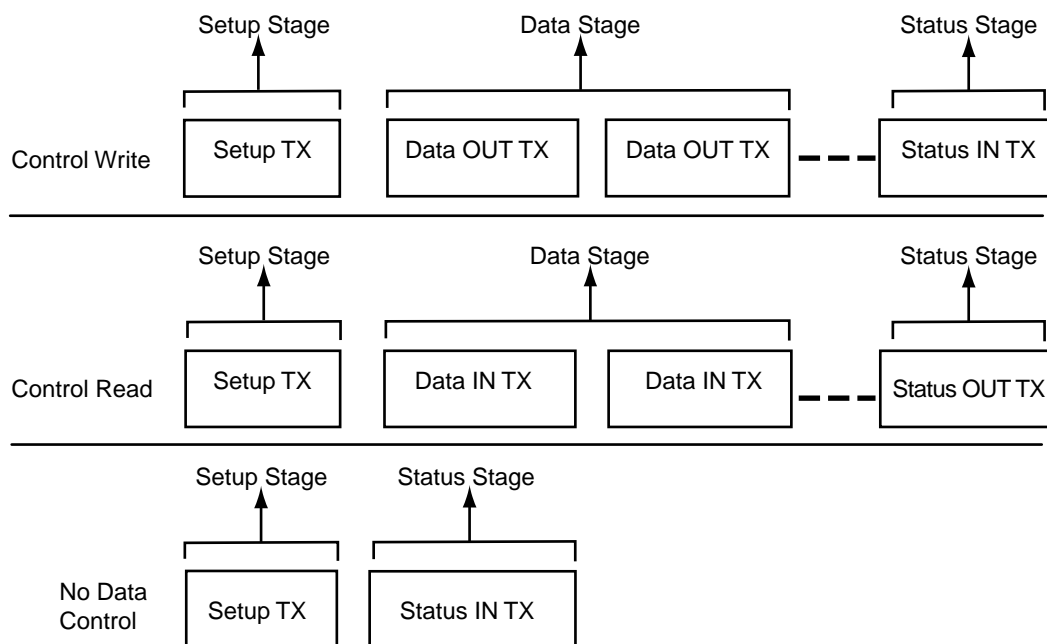 Setup Stage
Data Stage
Status Stage
Control Write
Setup TX
Data OUT TX
Data OUT TX
Status IN TX
Setup Stage
Data Stage
Status Stage
Control Read
Setup TX
Data IN TX
Data IN TX
Status OUT TX
Setup Stage
Status Stage
No Data
Control
Setup TX
Status IN TX